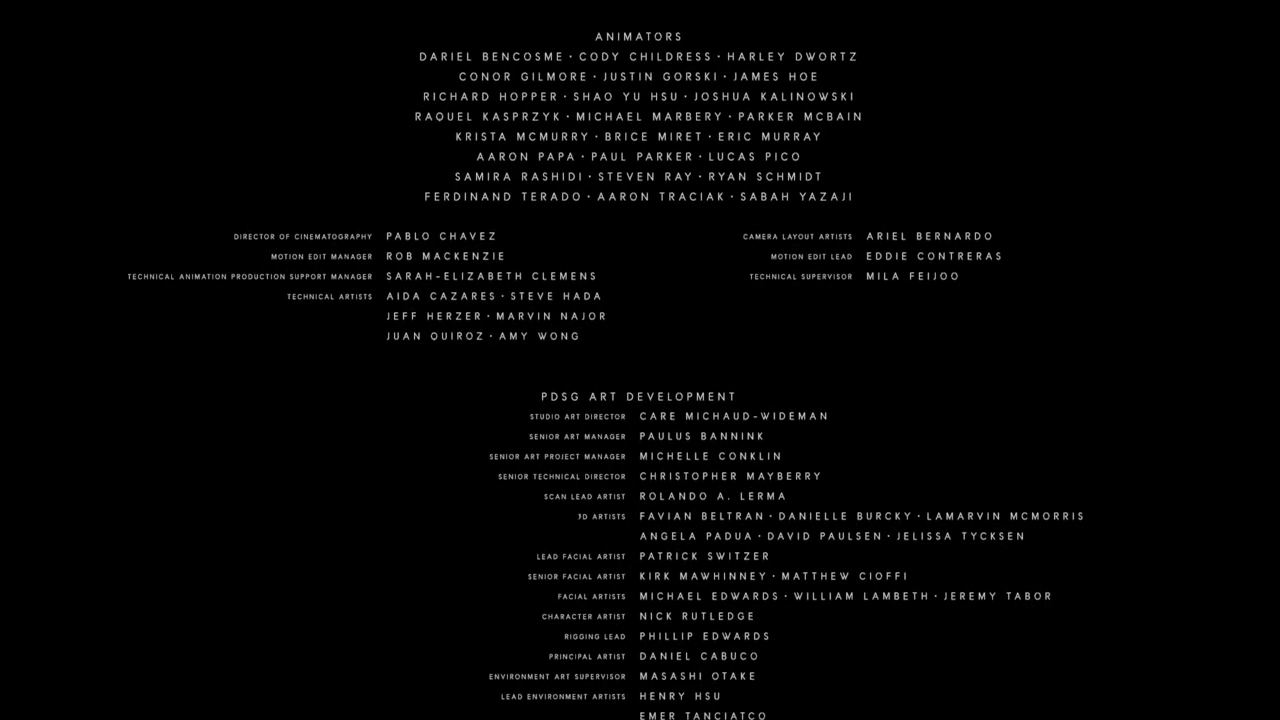 ANIMATORS
DARIEL BENCOSME · CODY CHILDRESS · HARLEY DWORTZ
CONOR GILMORE · JUSTIN GORSKI · JAMES HOE
RICHARD HOPPER · SHAO YU HSU · JOSHUA KALINOWSKI
RAQUEL KASPRZYK · MICHAEL MARBERY · PARKER MCBAIN
KRISTA MCMURRY · BRICE MIRET · ERIC MURRAY
AARON PAPA · PAUL PARKER · LUCAS PICO
SAMIRA RASHIDI · STEVEN RAY · RYAN SCHMIDT
FERDINAND TERADO · AARON TRACIAK · SABAH YAZAJI
DIRECTOR OF CINEMATOGRAPHY PABLO CHAVEZ
MOTION EDIT MANAGER ROB MACKENZIE
TECHNICAL ANIMATION PRODUCTION SUPPORT MANAGER SARAH-ELIZABETH CLEMENS
TECHNICAL ARTISTS AIDA CAZARES · STEVE HADA
JEFF HERZER · MARVIN NAJOR
JUAN QUIROZ · AMY WONG
CAMERA LAYOUT ARTISTS ARIEL BERNARDO
MOTION EDIT LEAD EDDIE CONTRERAS
TECHNICAL SUPERVISOR MILA FEIJOO
PDSG ART DEVELOPMENT
STUDIO ART DIRECTOR CARE MICHAUD-WIDEMAN
SENIOR ART MANAGER PAULUS BANNINK
SENIOR ART PROJECT MANAGER MICHELLE CONKLIN
SENIOR TECHNICAL DIRECTOR CHRISTOPHER MAYBERRY
SCAN LEAD ARTIST ROLANDO A. LERMA
3D ARTISTS FAVIAN BELTRAN · DANIELLE BURCKY · LAMARVIN MCMORRIS
ANGELA PADUA · DAVID PAULSEN · JELISSA TYCKSEN
LEAD FACIAL ARTIST PATRICK SWITZER
SENIOR FACIAL ARTIST KIRK MAWHINNEY · MATTHEW CIOFFI
FACIAL ARTISTS MICHAEL EDWARDS · WILLIAM LAMBETH · JEREMY TABOR
CHARACTER ARTIST NICK RUTLEDGE
RIGGING LEAD PHILLIP EDWARDS
PRINCIPAL ARTIST DANIEL CABUCO
ENVIRONMENT ART SUPERVISOR MASASHI OTAKE
LEAD ENVIRONMENT ARTISTS HENRY HSU
EMER TANCIATCO